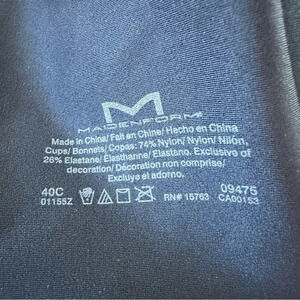 M
MAIDENFORM®
Made in China/ Fait en Chine/ Hecho en China
Cups/ Bonnets/ Copas: 74% Nylon/ Nylon/ Nilón,
26% Elastane/ Élasthanne/ Elastano. Exclusive of
decoration/ Décoration non comprise/
Excluye el adorno.
40C 09475
01155Z RN# 15763 CA00153